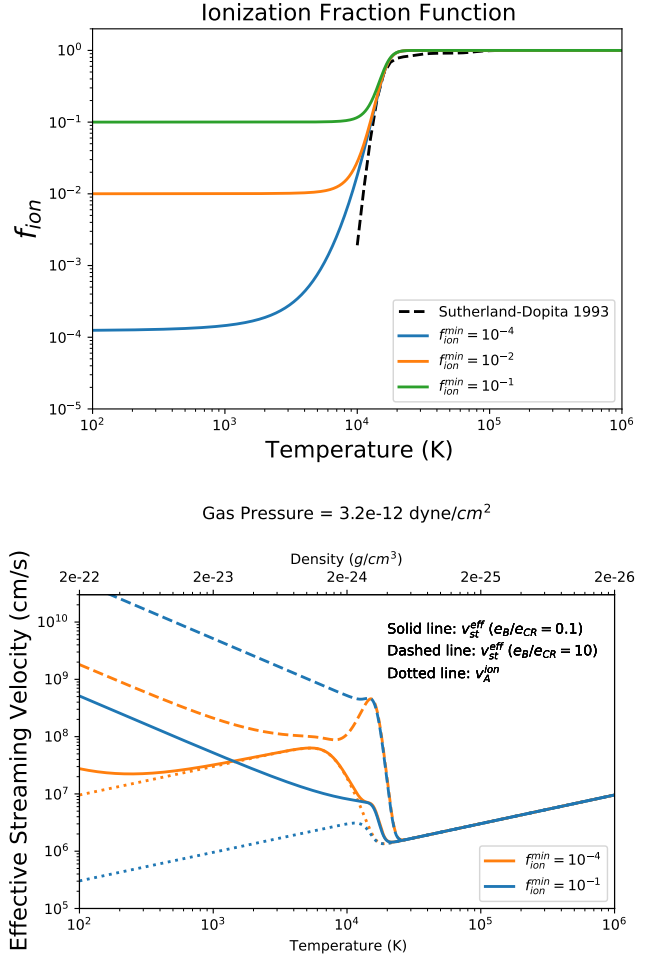 Ionization Fraction Function
10^0
10^-1
10^-2
10^-3
10^-4
10^-5
f_ion
Sutherland-Dopita 1993
f_ion^min = 10^-4
f_ion^min = 10^-2
f_ion^min = 10^-1
10^2 10^3 10^4 10^5 10^6
Temperature (K)
Gas Pressure = 3.2e-12 dyne/cm^2
Density (g/cm^3)
2e-22 2e-23 2e-24 2e-25 2e-26
Effective Streaming Velocity (cm/s)
10^10
10^9
10^8
10^7
10^6
10^5
Solid line: v_st^eff (e_B/e_CR = 0.1)
Dashed line: v_st^eff (e_B/e_CR = 10)
Dotted line: v_A^ion
f_ion^min = 10^-4
f_ion^min = 10^-1
10^2 10^3 10^4 10^5 10^6
Temperature (K)